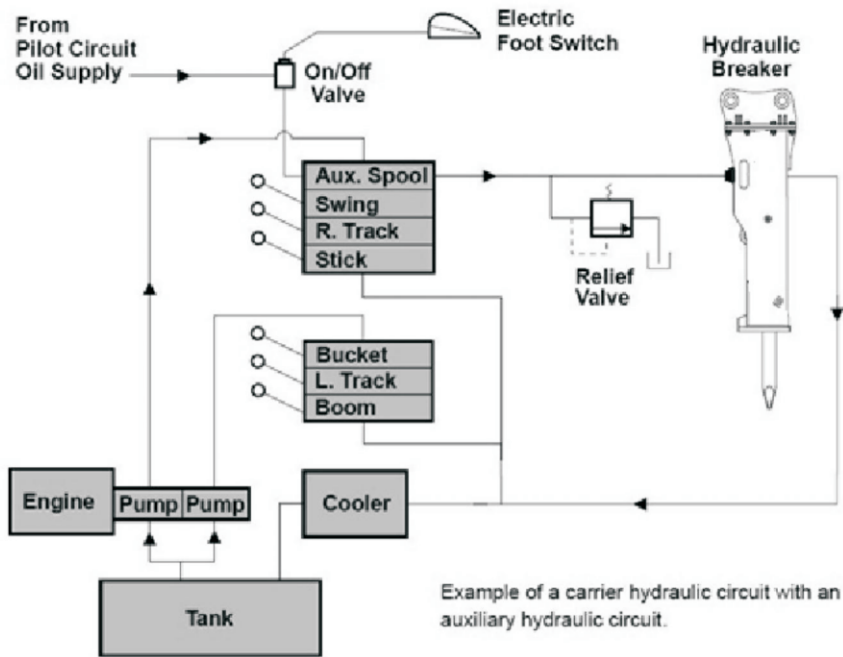 From
Pilot Circuit
Oil Supply
Electric
Foot Switch
On/Off
Valve
Hydraulic
Breaker
Aux. Spool
Swing
R. Track
Stick
Relief
Valve
Bucket
L. Track
Boom
Engine
Pump
Pump
Cooler
Tank
Example of a carrier hydraulic circuit with an
auxiliary hydraulic circuit.